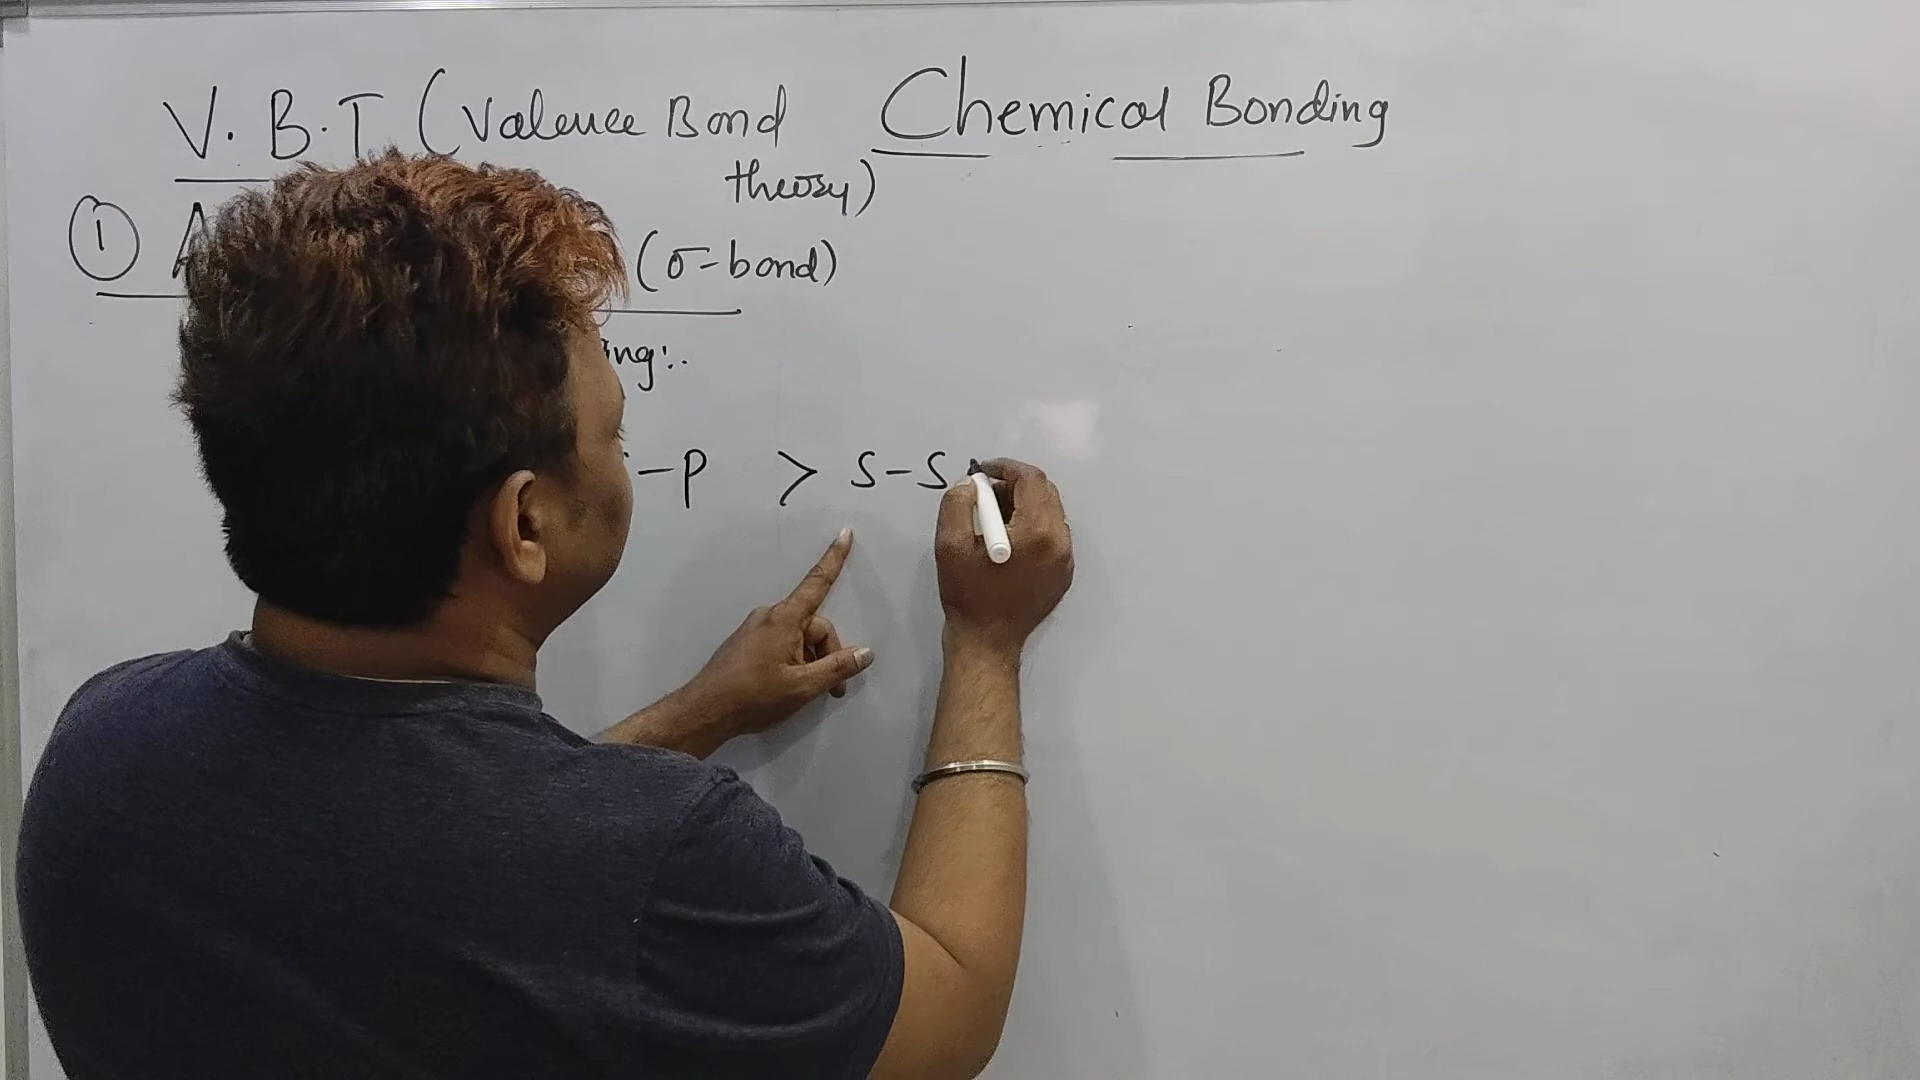 V. B.T (Valence Bond theory)
Chemical Bonding
① A (σ-bond)
ing:.
-p > s-s